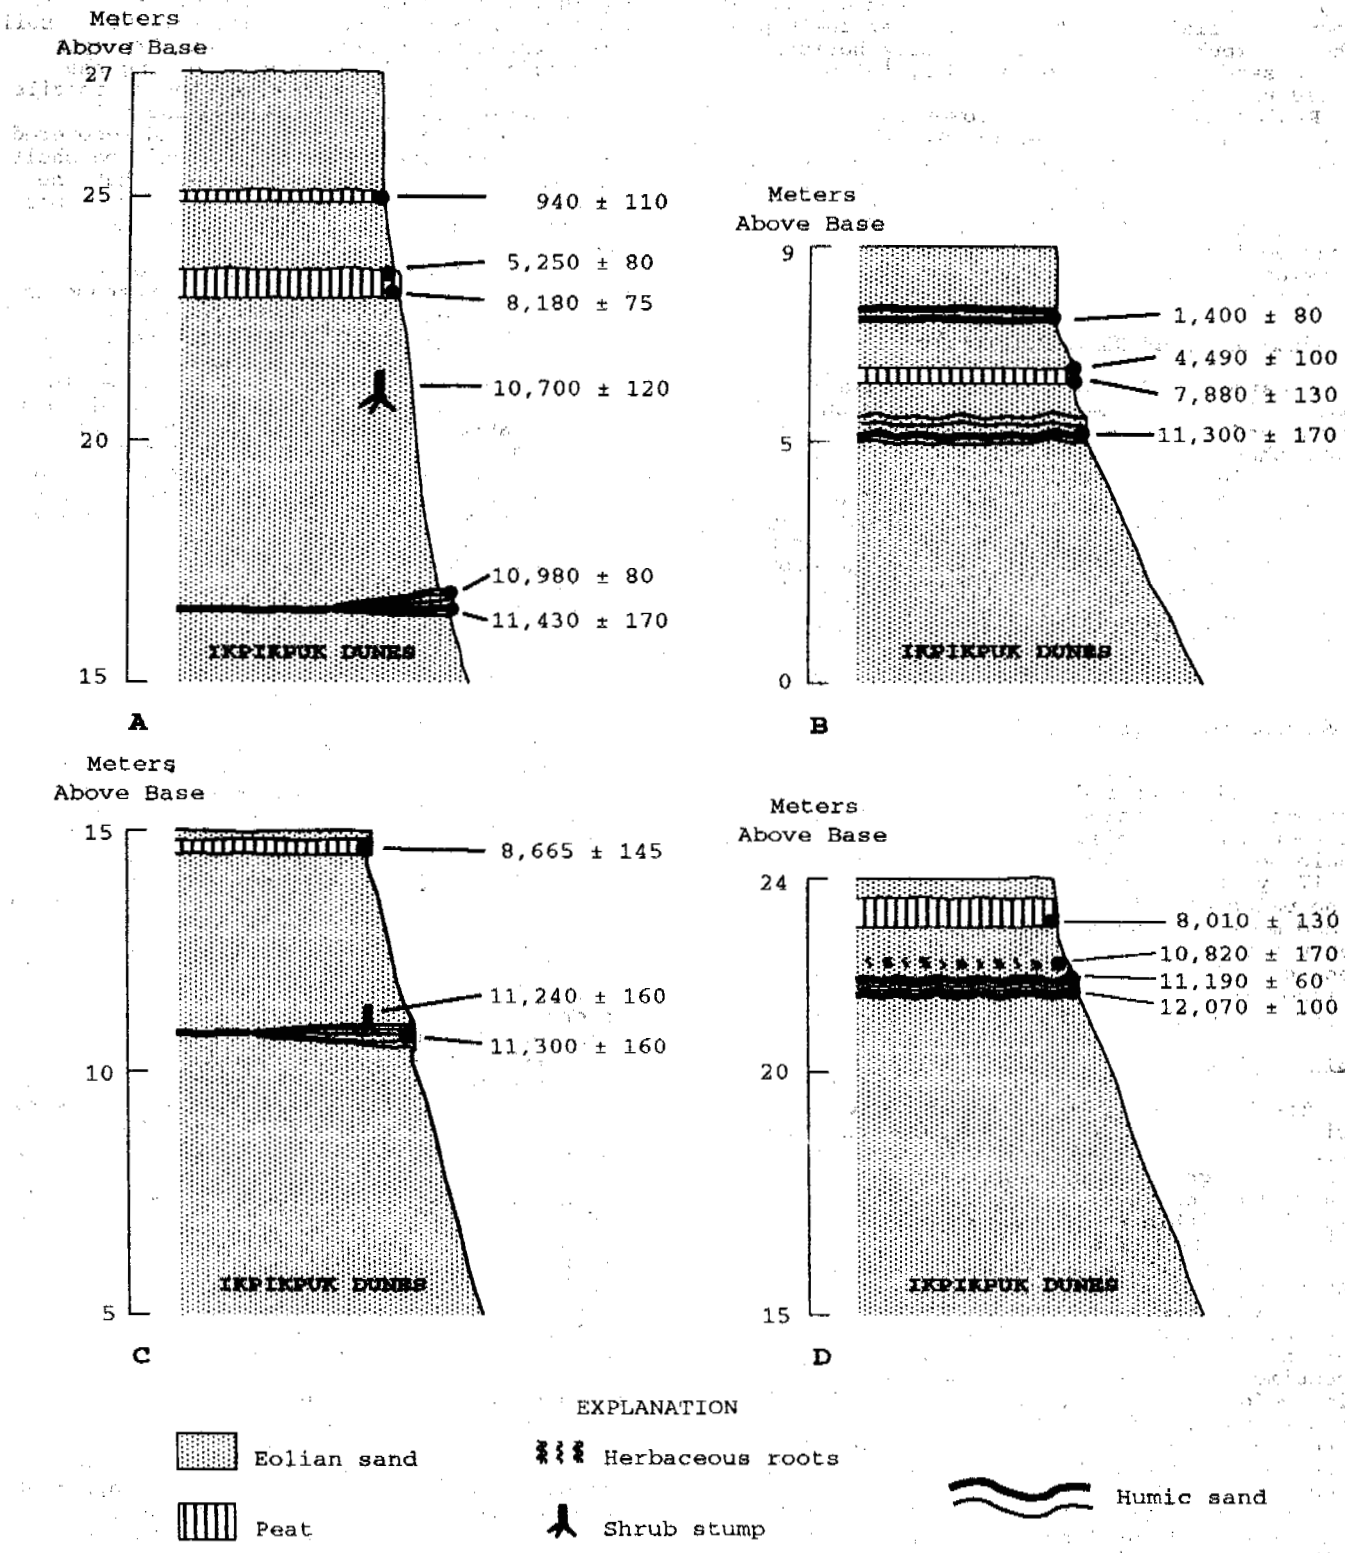 Meters
Above Base
27
25
20
15
940 ± 110
5,250 ± 80
8,180 ± 75
10,700 ± 120
10,980 ± 80
11,430 ± 170
IKPIKPUK DUNES
A
Meters
Above Base
9
5
0
1,400 ± 80
4,490 ± 100
7,880 ± 130
11,300 ± 170
IKPIKPUK DUNES
B
Meters
Above Base
15
10
5
8,665 ± 145
11,240 ± 160
11,300 ± 160
IKPIKPUK DUNES
C
Meters
Above Base
24
20
15
8,010 ± 130
10,820 ± 170
11,190 ± 60
12,070 ± 100
IKPIKPUK DUNES
D
EXPLANATION
Eolian sand
Herbaceous roots
Humic sand
Peat
Shrub stump